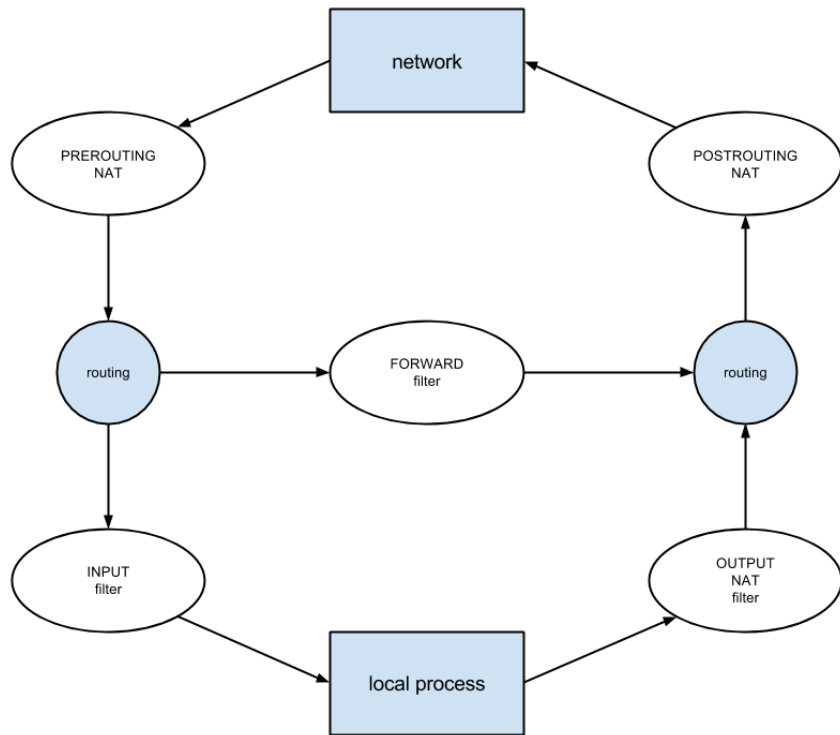 network
PREROUTING
NAT
POSTROUTING
NAT
routing
FORWARD
filter
routing
INPUT
filter
OUTPUT
NAT
filter
local process